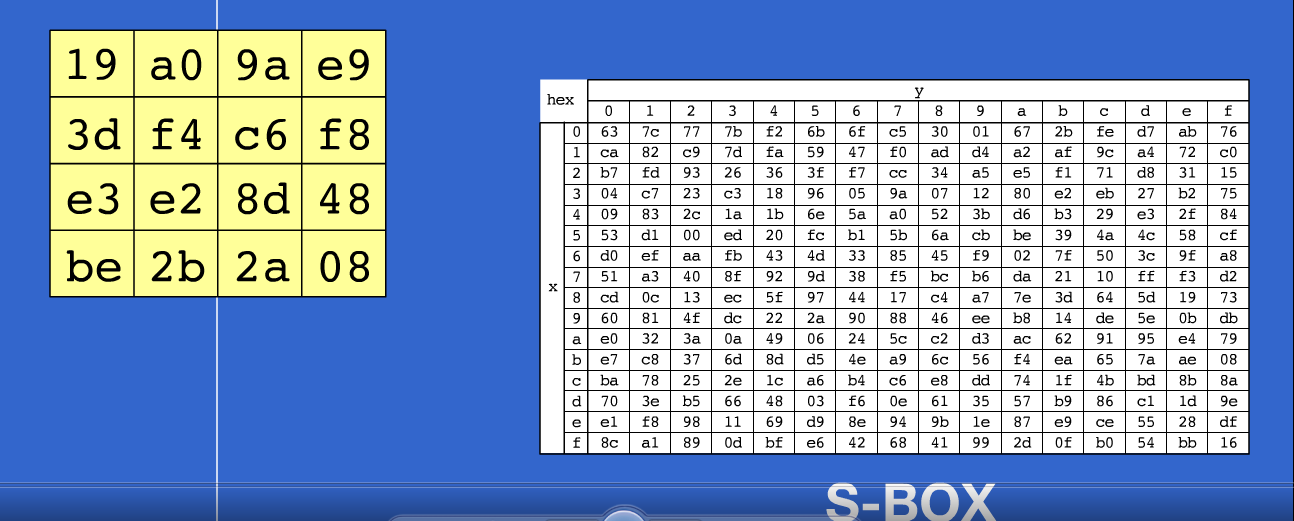 19 a0 9a e9
3d f4 c6 f8
e3 e2 8d 48
be 2b 2a 08
hex y
0 1 2 3 4 5 6 7 8 9 a b c d e f
x
0 63 7c 77 7b f2 6b 6f c5 30 01 67 2b fe d7 ab 76
1 ca 82 c9 7d fa 59 47 f0 ad d4 a2 af 9c a4 72 c0
2 b7 fd 93 26 36 3f f7 cc 34 a5 e5 f1 71 d8 31 15
3 04 c7 23 c3 18 96 05 9a 07 12 80 e2 eb 27 b2 75
4 09 83 2c 1a 1b 6e 5a a0 52 3b d6 b3 29 e3 2f 84
5 53 d1 00 ed 20 fc b1 5b 6a cb be 39 4a 4c 58 cf
6 d0 ef aa fb 43 4d 33 85 45 f9 02 7f 50 3c 9f a8
7 51 a3 40 8f 92 9d 38 f5 bc b6 da 21 10 ff f3 d2
8 cd 0c 13 ec 5f 97 44 17 c4 a7 7e 3d 64 5d 19 73
9 60 81 4f dc 22 2a 90 88 46 ee b8 14 de 5e 0b db
a e0 32 3a 0a 49 06 24 5c c2 d3 ac 62 91 95 e4 79
b e7 c8 37 6d 8d d5 4e a9 6c 56 f4 ea 65 7a ae 08
c ba 78 25 2e 1c a6 b4 c6 e8 dd 74 1f 4b bd 8b 8a
d 70 3e b5 66 48 03 f6 0e 61 35 57 b9 86 c1 1d 9e
e e1 f8 98 11 69 d9 8e 94 9b 1e 87 e9 ce 55 28 df
f 8c a1 89 0d bf e6 42 68 41 99 2d 0f b0 54 bb 16
S-BOX